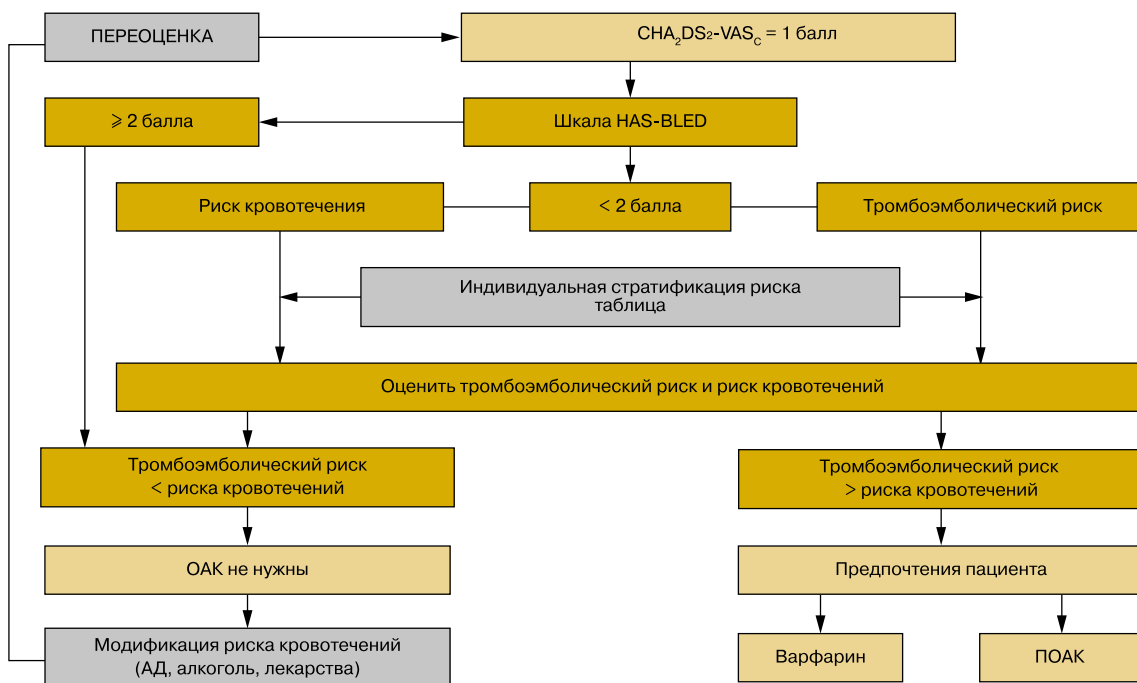 ПЕРЕОЦЕНКА
CHA₂DS₂-VASC = 1 балл
⩾ 2 балла
Шкала HAS-BLED
Риск кровотечения
< 2 балла
Тромбоэмболический риск
Индивидуальная стратификация риска
таблица
Оценить тромбоэмболический риск и риск кровотечений
Тромбоэмболический риск
< риска кровотечений
Тромбоэмболический риск
> риска кровотечений
ОАК не нужны
Предпочтения пациента
Модификация риска кровотечений
(АД, алкоголь, лекарства)
Варфарин
ПОАК